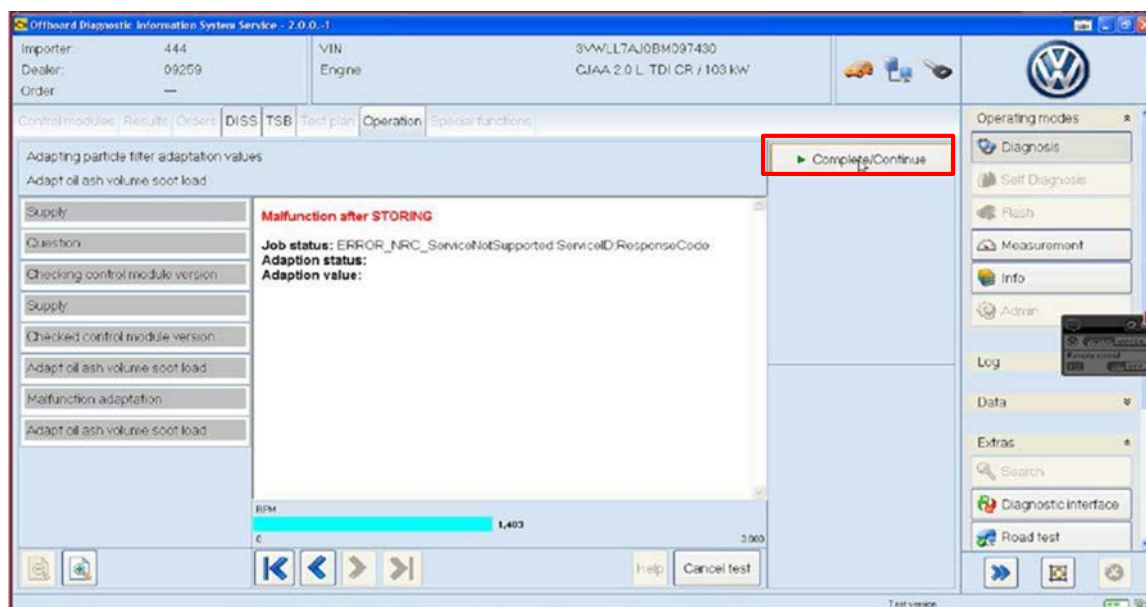 Offboard Diagnostic Information System Service - 2.0.0.-1
Importer: 444
Dealer: 09259
Order: —
VIN 3VWLL7AJ0BM097430
Engine CJAA 2.0 L TDI CR / 103 kW
Control modules Results Orders DISS TSB Test plan Operation Special functions
Adapting particle filter adaptation values
Adapt oil ash volume soot load
Complete/Continue
Supply
Question
Checking control module version
Supply
Checked control module version
Adapt oil ash volume soot load
Malfunction adaptation
Adapt oil ash volume soot load
Malfunction after STORING
Job status: ERROR_NRC_ServiceNotSupported:ServiceID:ResponseCode
Adaption status:
Adaption value:
RPM
1,403
0 3.000
Help Cancel test
Operating modes
Diagnosis
Self Diagnosis
Flash
Measurement
Info
Admin
Log
Data
Extras
Search
Diagnostic interface
Road test
Test version